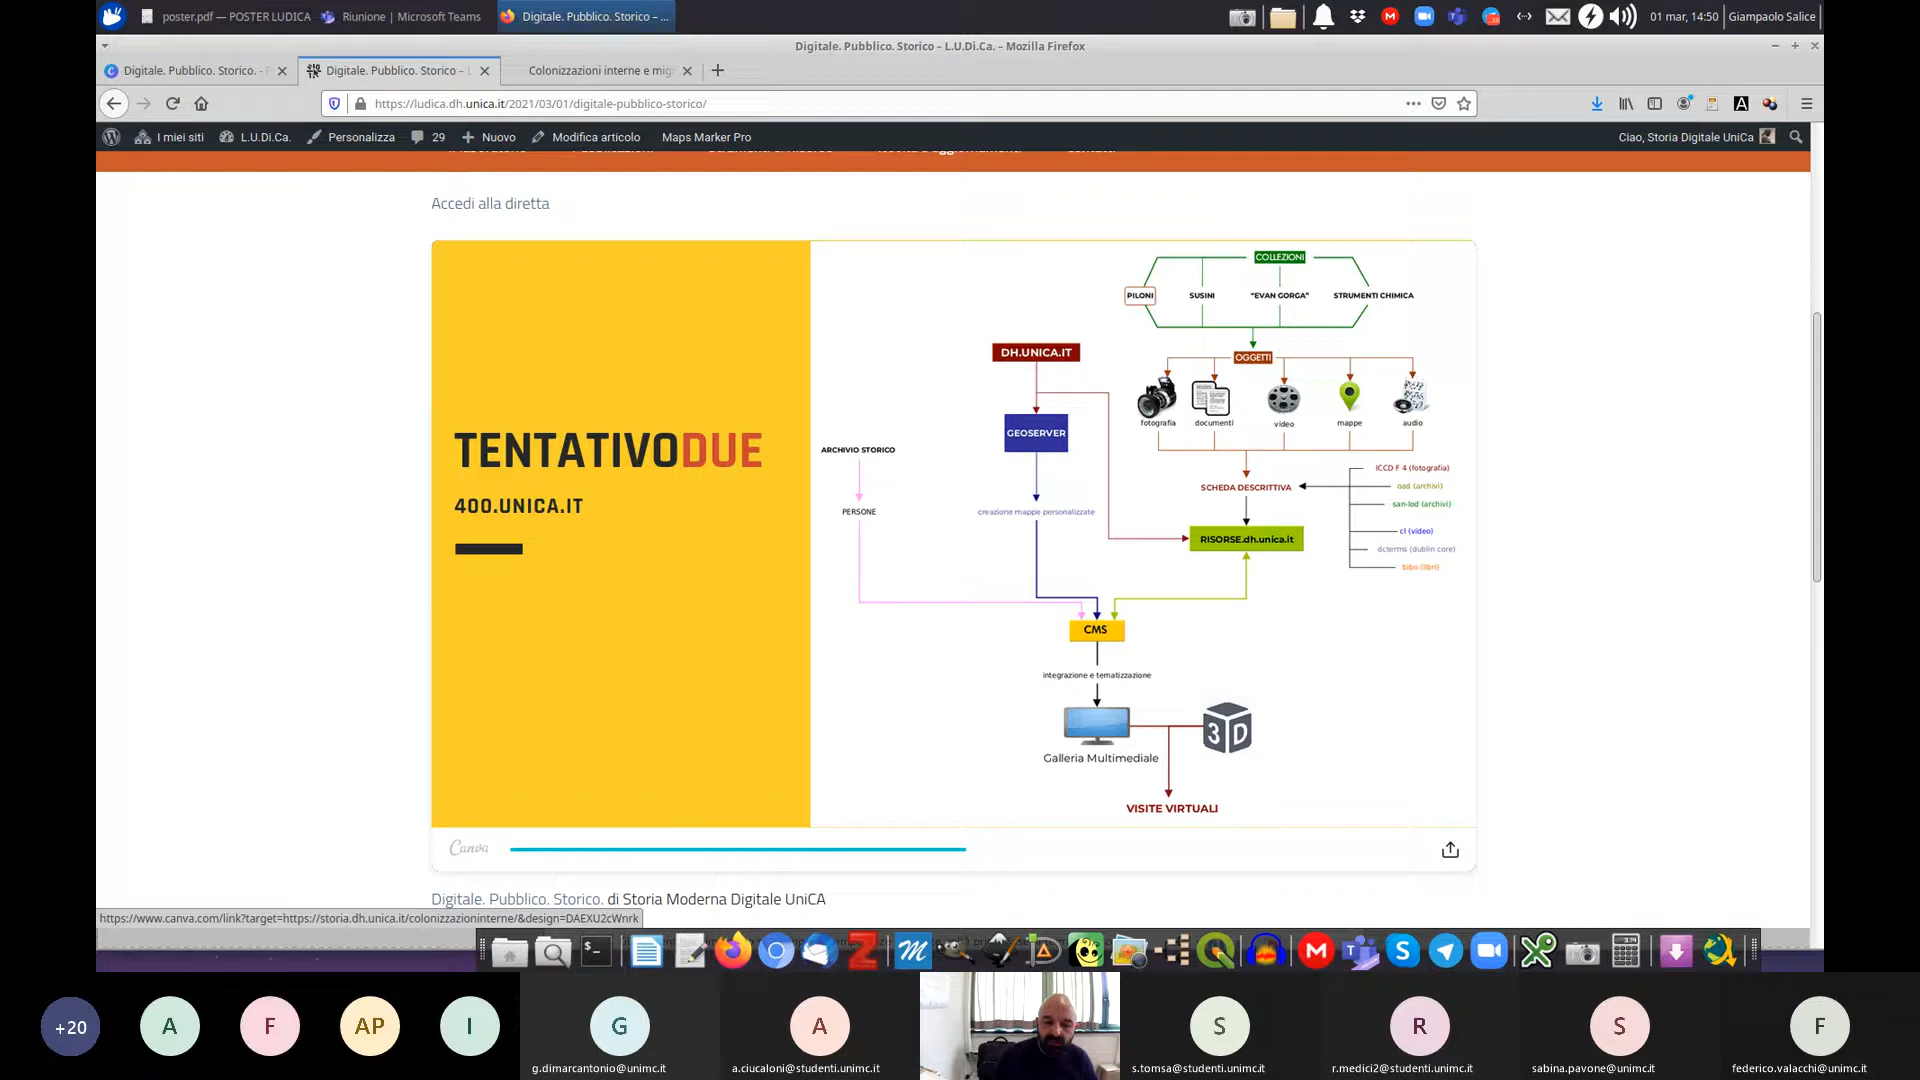 poster.pdf — POSTER LUDICA
Riunione | Microsoft Teams
Digitale. Pubblico. Storico – ...
01 mar, 14:50
Giampaolo Salice
Digitale. Pubblico. Storico – L.U.Di.Ca. – Mozilla Firefox
Digitale. Pubblico. Storico. -
Digitale. Pubblico. Storico – L
Colonizzazioni interne e mig
https://ludica.dh.unica.it/2021/03/01/digitale-pubblico-storico/
I miei siti
L.U.Di.Ca.
Personalizza
29
Nuovo
Modifica articolo
Maps Marker Pro
Ciao, Storia Digitale UniCa
Accedi alla diretta
TENTATIVODUE
400.UNICA.IT
COLLEZIONI
PILONI
SUSINI
"EVAN GORGA"
STRUMENTI CHIMICA
DH.UNICA.IT
OGGETTI
fotografia
documenti
video
mappe
audio
GEOSERVER
ARCHIVIO STORICO
ICCD F 4 (fotografia)
SCHEDA DESCRITTIVA
oad (archivi)
san-lod (archivi)
PERSONE
creazione mappe personalizzate
cl (video)
RISORSE.dh.unica.it
dcterms (dublin core)
bibo (libri)
CMS
integrazione e tematizzazione
3D
Galleria Multimediale
VISITE VIRTUALI
Canva
Digitale. Pubblico. Storico. di Storia Moderna Digitale UniCA
https://www.canva.com/link?target=https://storia.dh.unica.it/colonizzazioninterne/&design=DAEXU2cWnrk
+20
A
F
AP
I
G
A
S
R
S
F
g.dimarcantonio@unimc.it
a.ciucaloni@studenti.unimc.it
s.tomsa@studenti.unimc.it
r.medici2@studenti.unimc.it
sabina.pavone@unimc.it
federico.valacchi@unimc.it